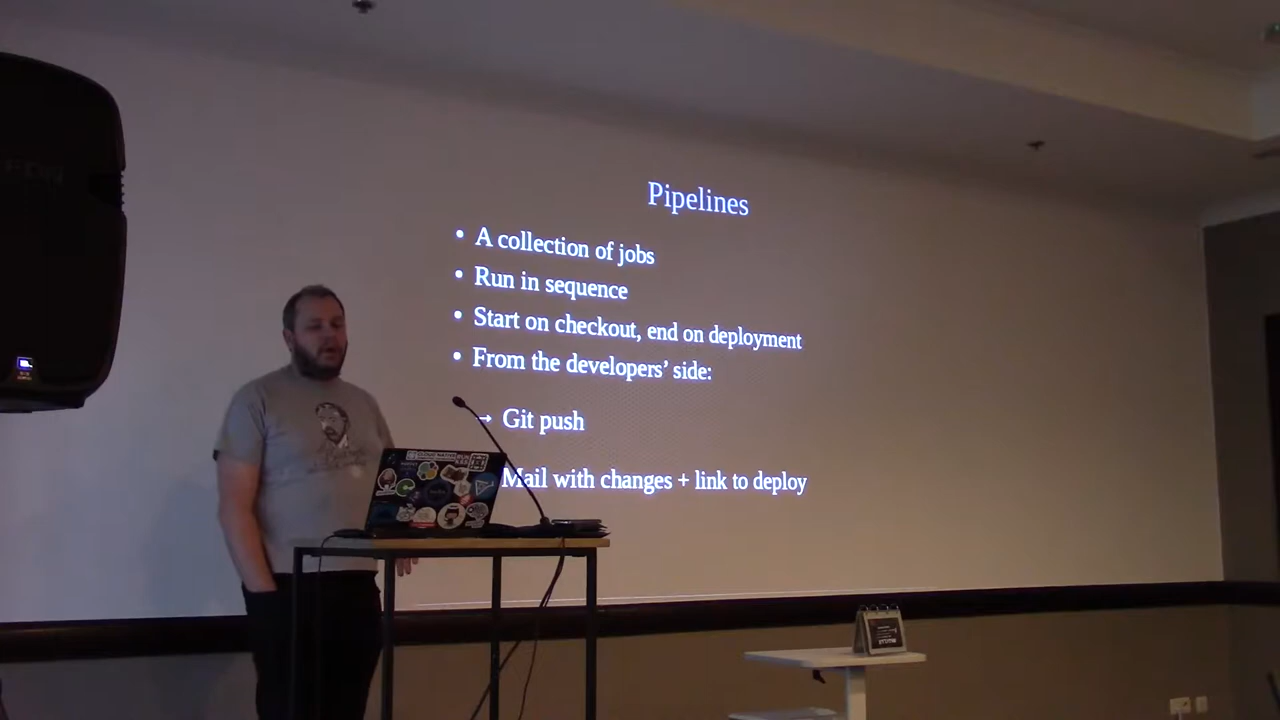 Pipelines
• A collection of jobs
• Run in sequence
• Start on checkout, end on deployment
• From the developers’ side:
→ Git push
Mail with changes + link to deploy